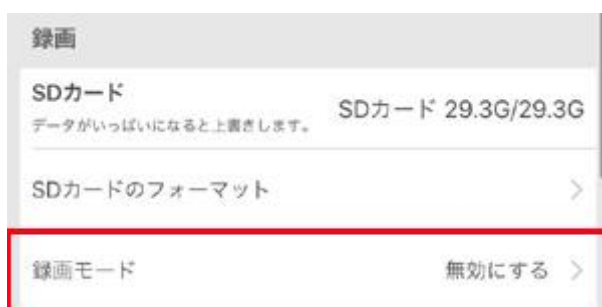 録画
SDカード
SDカード 29.3G/29.3G
データがいっぱいになると上書きします。
SDカードのフォーマット
録画モード 無効にする